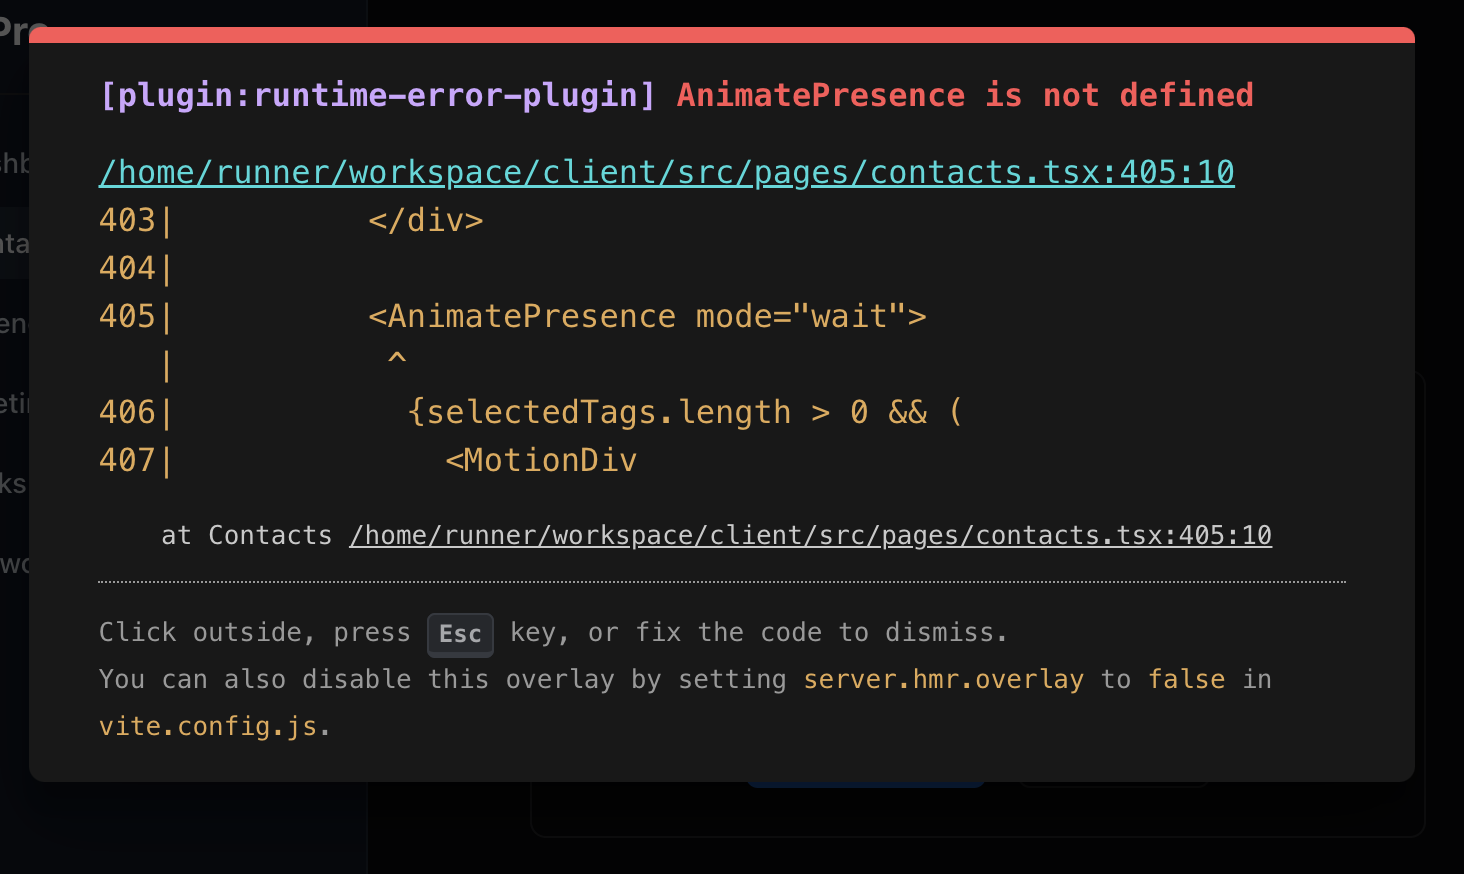 Pre
[plugin:runtime-error-plugin] AnimatePresence is not defined
/home/runner/workspace/client/src/pages/contacts.tsx:405:10
403|          </div>
404|
405|          <AnimatePresence mode="wait">
   |           ^
406|            {selectedTags.length > 0 && (
407|              <MotionDiv
at Contacts /home/runner/workspace/client/src/pages/contacts.tsx:405:10
Click outside, press Esc key, or fix the code to dismiss.
You can also disable this overlay by setting server.hmr.overlay to false in
vite.config.js.